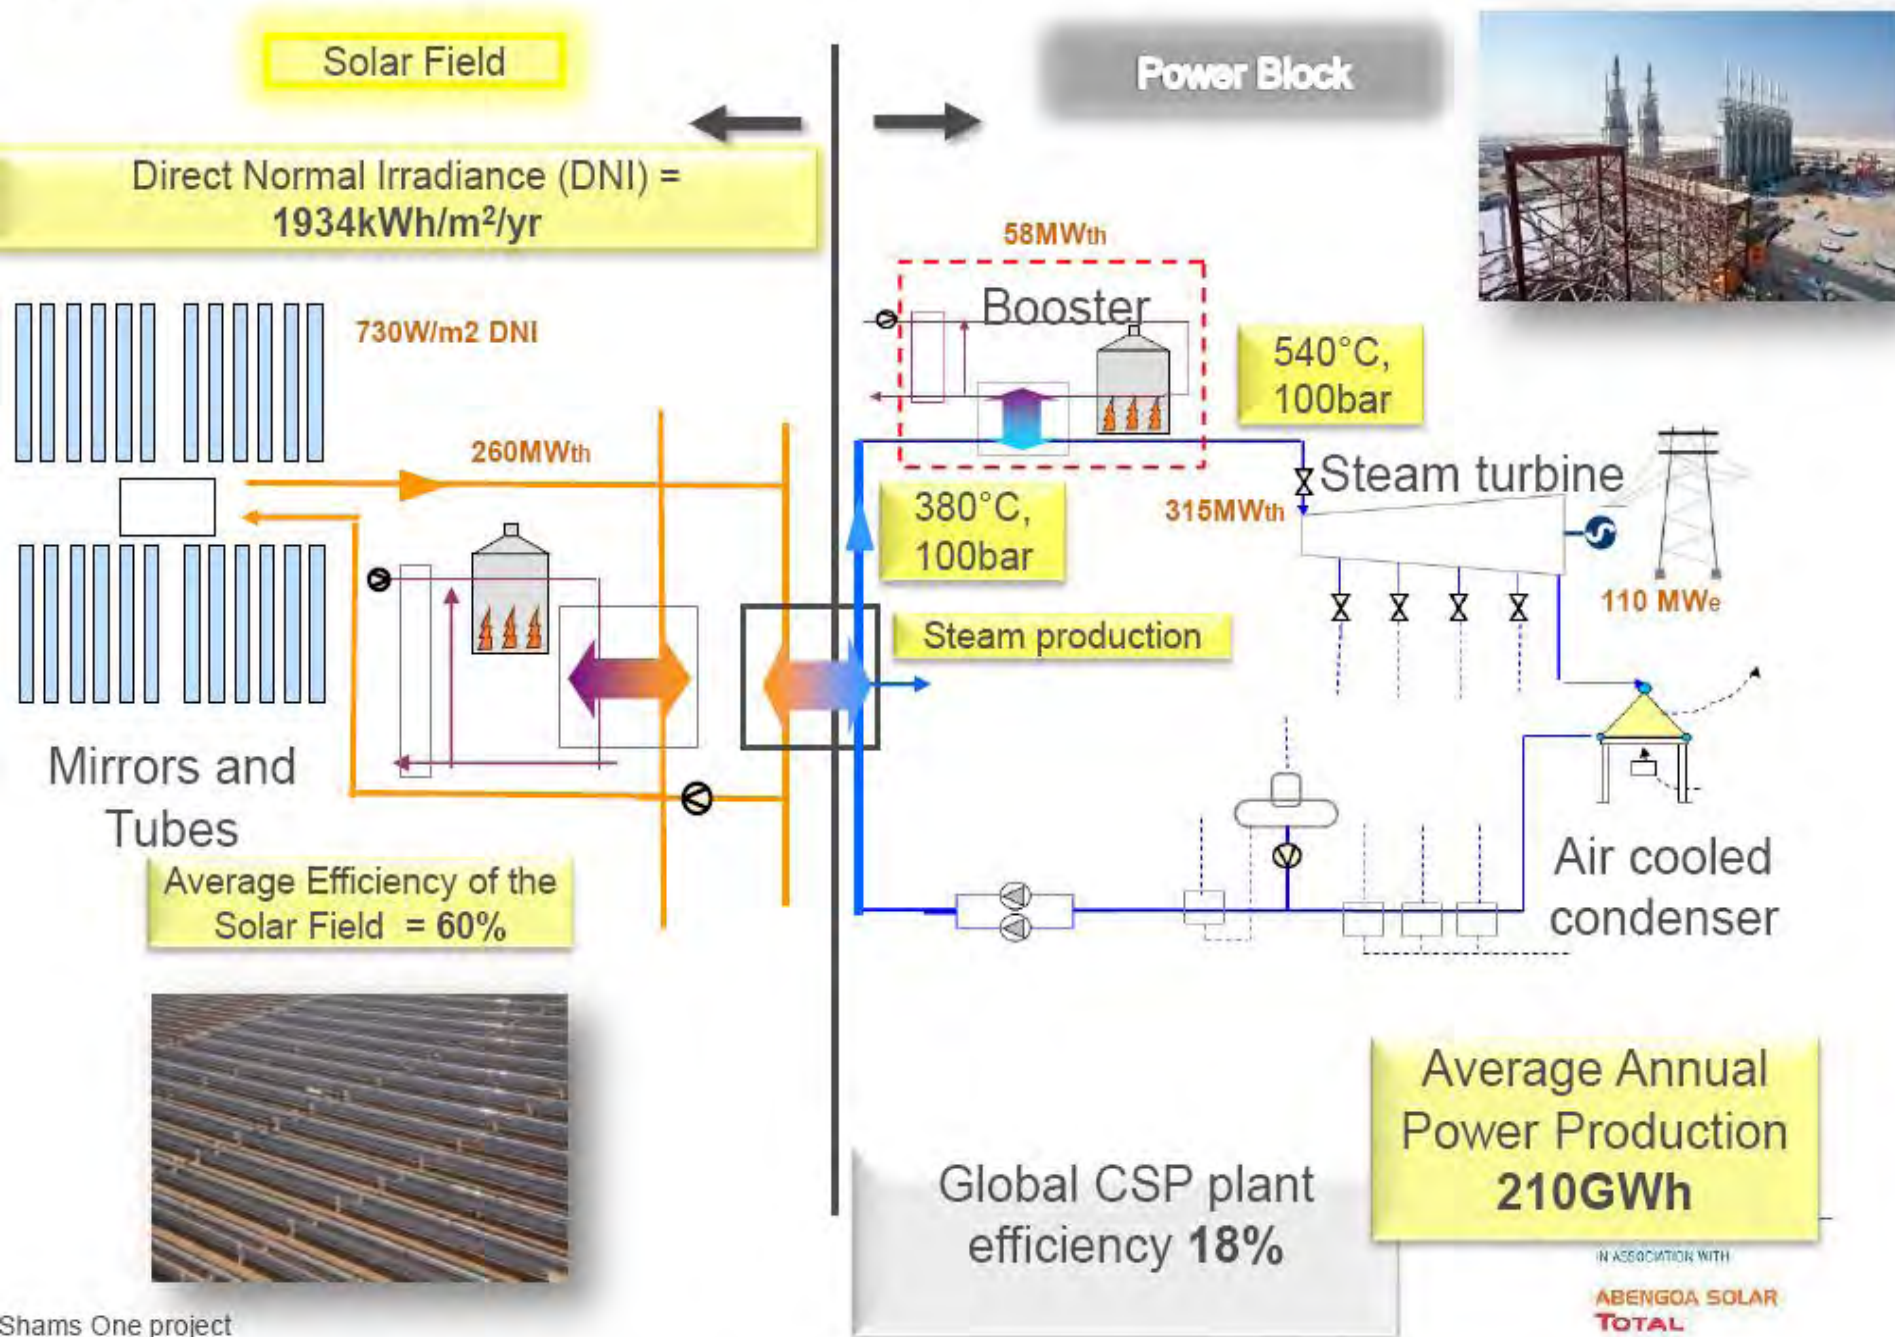 Solar Field
Power Block
Direct Normal Irradiance (DNI) =
1934kWh/m²/yr
58MWth
Booster
730W/m2 DNI
540°C,
100bar
260MWth
380°C,
100bar
315MWth
Steam turbine
110 MWe
Steam production
Mirrors and
Tubes
Average Efficiency of the
Solar Field = 60%
Air cooled
condenser
Average Annual
Power Production
210GWh
Global CSP plant
efficiency 18%
IN ASSOCIATION WITH
ABENGOA SOLAR
TOTAL
Shams One project